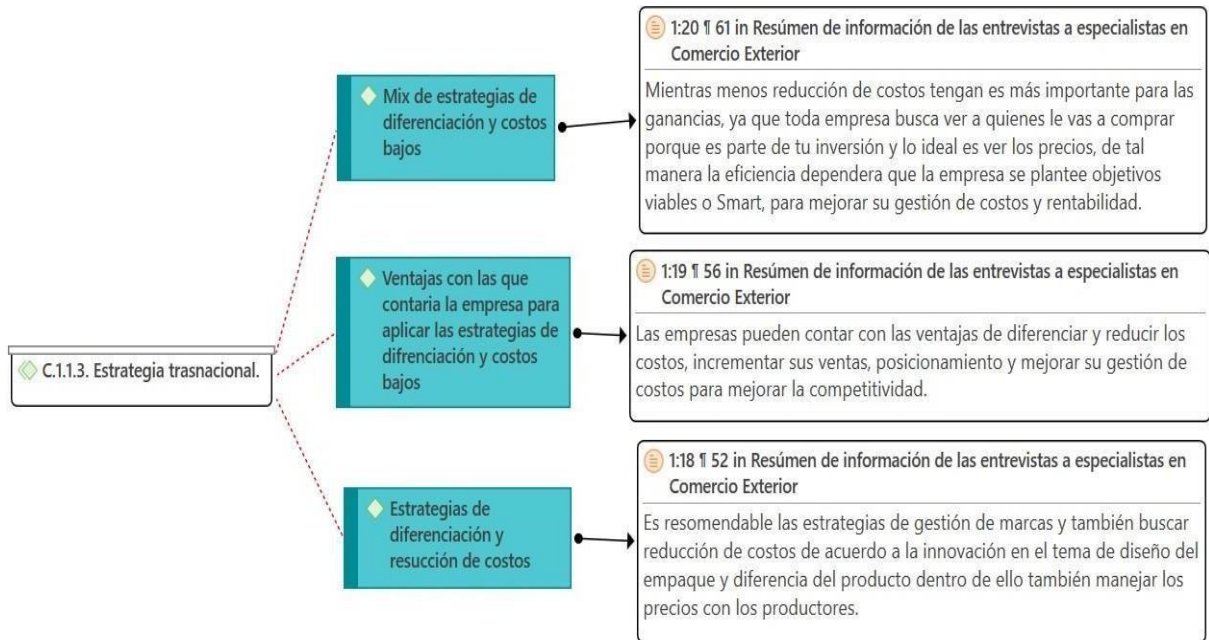 C.1.1.3. Estrategia trasnacional.
Mix de estrategias de
diferenciación y costos
bajos
1:20 ¶ 61 in Resúmen de información de las entrevistas a especialistas en
Comercio Exterior
Mientras menos reducción de costos tengan es más importante para las
ganancias, ya que toda empresa busca ver a quienes le vas a comprar
porque es parte de tu inversión y lo ideal es ver los precios, de tal
manera la eficiencia dependera que la empresa se plantee objetivos
viables o Smart, para mejorar su gestión de costos y rentabilidad.
Ventajas con las que
contaria la empresa para
aplicar las estrategias de
difrenciación y costos
bajos
1:19 ¶ 56 in Resúmen de información de las entrevistas a especialistas en
Comercio Exterior
Las empresas pueden contar con las ventajas de diferenciar y reducir los
costos, incrementar sus ventas, posicionamiento y mejorar su gestión de
costos para mejorar la competitividad.
Estrategias de
diferenciación y
resucción de costos
1:18 ¶ 52 in Resúmen de información de las entrevistas a especialistas en
Comercio Exterior
Es resomendable las estrategias de gestión de marcas y también buscar
reducción de costos de acuerdo a la innovación en el tema de diseño del
empaque y diferencia del producto dentro de ello también manejar los
precios con los productores.